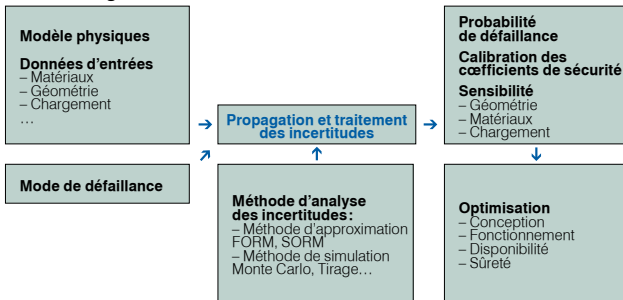 Modèle physiques
Données d'entrées
– Matériaux
– Géométrie
– Chargement
…
Mode de défaillance
Propagation et traitement
des incertitudes
Méthode d'analyse
des incertitudes :
– Méthode d'approximation
FORM, SORM
– Méthode de simulation
Monte Carlo, Tirage…
Probabilité
de défaillance
Calibration des
cœfficients de sécurité
Sensibilité
– Géométrie
– Matériaux
– Chargement
Optimisation
– Conception
– Fonctionnement
– Disponibilité
– Sûreté